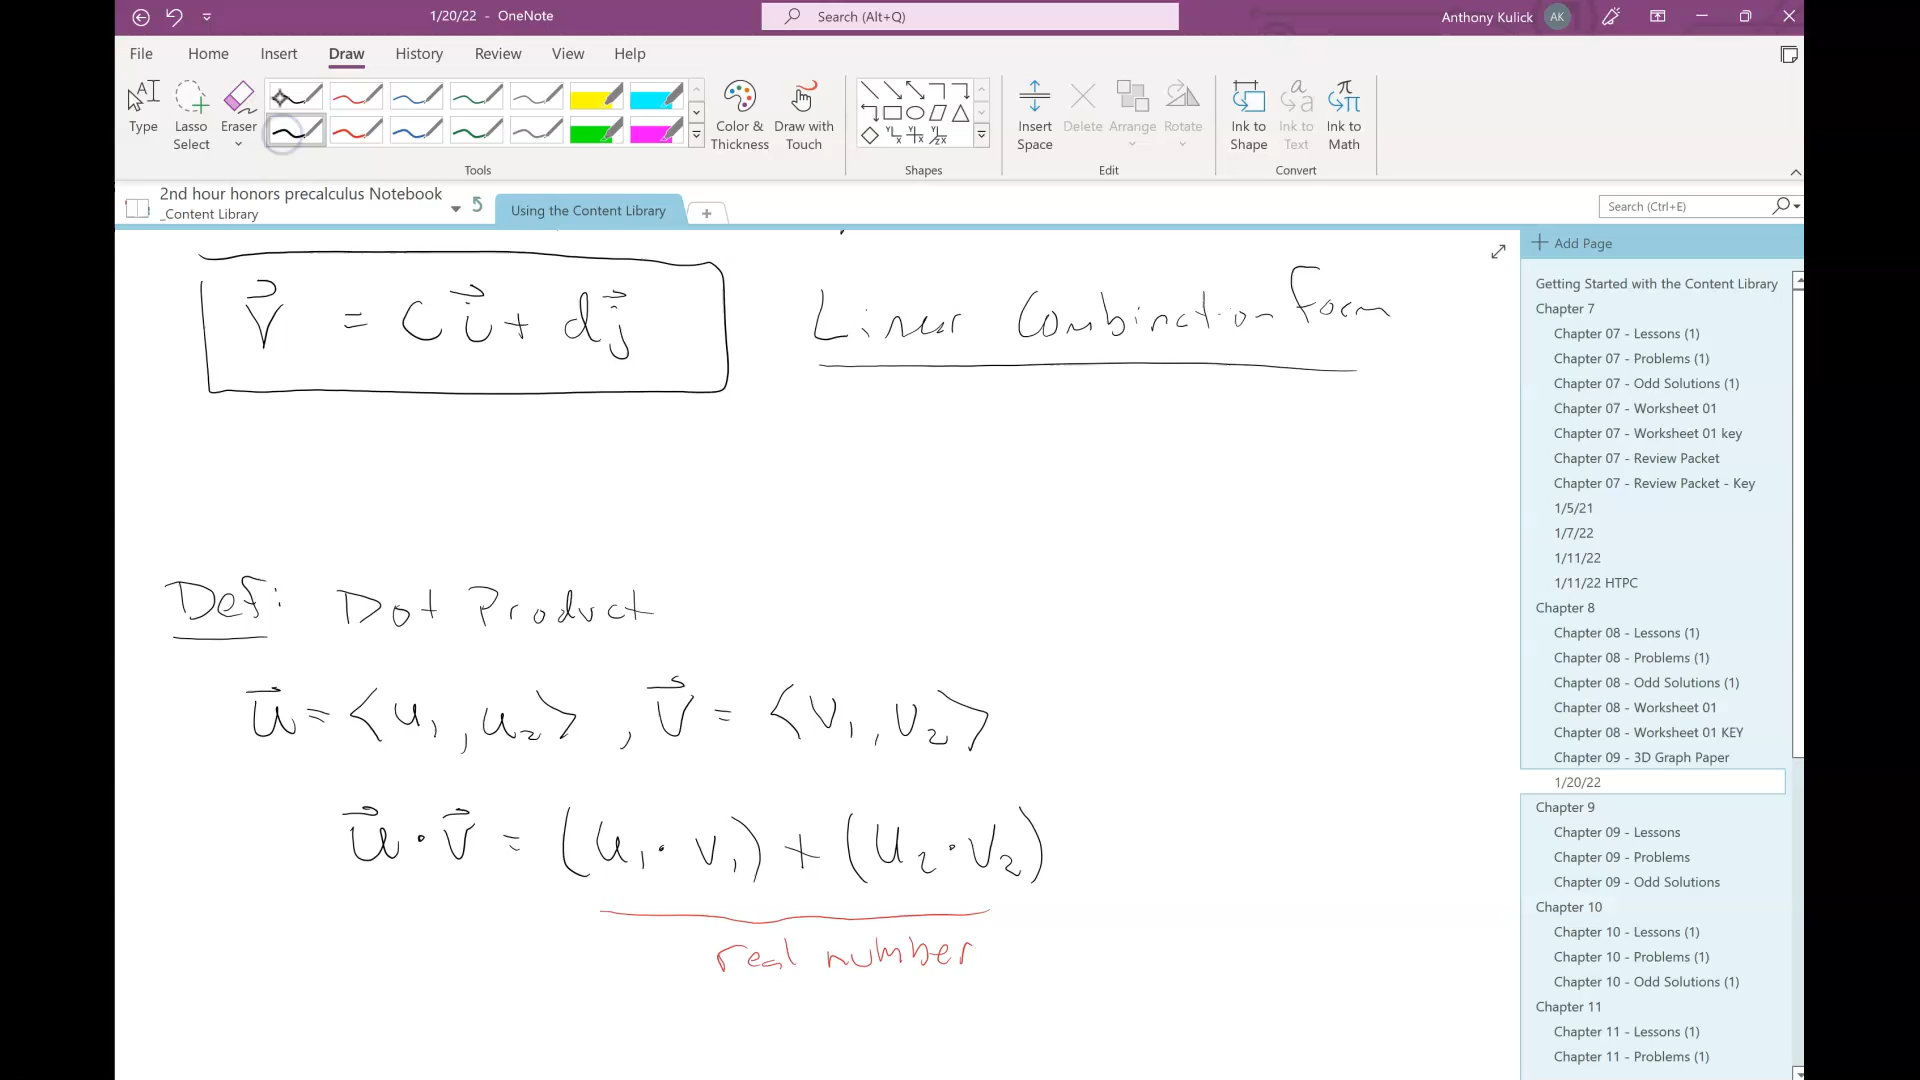 1/20/22 - OneNote
Search (Alt+Q)
Anthony Kulick AK
File Home Insert Draw History Review View Help
Type
Lasso Select
Eraser
Color & Thickness
Draw with Touch
Insert Space
Delete
Arrange
Rotate
Ink to Shape
Ink to Text
Ink to Math
Tools Shapes Edit Convert
2nd hour honors precalculus Notebook
_Content Library
Using the Content Library
Search (Ctrl+E)
v⃗ = c i⃗ + d j⃗
Linear Combination Form
Def: Dot Product
u⃗ = ⟨u₁, u₂⟩, v⃗ = ⟨v₁, v₂⟩
u⃗ · v⃗ = (u₁ · v₁) + (u₂ · v₂)
real number
Add Page
Getting Started with the Content Library
Chapter 7
Chapter 07 - Lessons (1)
Chapter 07 - Problems (1)
Chapter 07 - Odd Solutions (1)
Chapter 07 - Worksheet 01
Chapter 07 - Worksheet 01 key
Chapter 07 - Review Packet
Chapter 07 - Review Packet - Key
1/5/21
1/7/22
1/11/22
1/11/22 HTPC
Chapter 8
Chapter 08 - Lessons (1)
Chapter 08 - Problems (1)
Chapter 08 - Odd Solutions (1)
Chapter 08 - Worksheet 01
Chapter 08 - Worksheet 01 KEY
Chapter 09 - 3D Graph Paper
1/20/22
Chapter 9
Chapter 09 - Lessons
Chapter 09 - Problems
Chapter 09 - Odd Solutions
Chapter 10
Chapter 10 - Lessons (1)
Chapter 10 - Problems (1)
Chapter 10 - Odd Solutions (1)
Chapter 11
Chapter 11 - Lessons (1)
Chapter 11 - Problems (1)